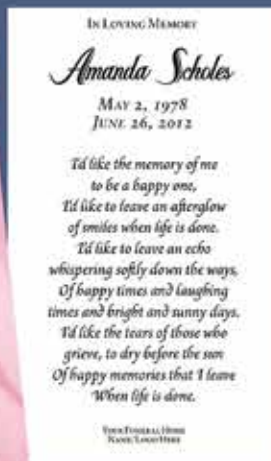 In Loving Memory
Amanda Scholes
May 2, 1978
June 26, 2012
I'd like the memory of me
to be a happy one,
I'd like to leave an afterglow
of smiles when life is done.
I'd like to leave an echo
whispering softly down the ways,
Of happy times and laughing
times and bright and sunny days.
I'd like the tears of those who
grieve, to dry before the sun
Of happy memories that I leave
When life is done.
Your Funeral Home
Name/Logo Here